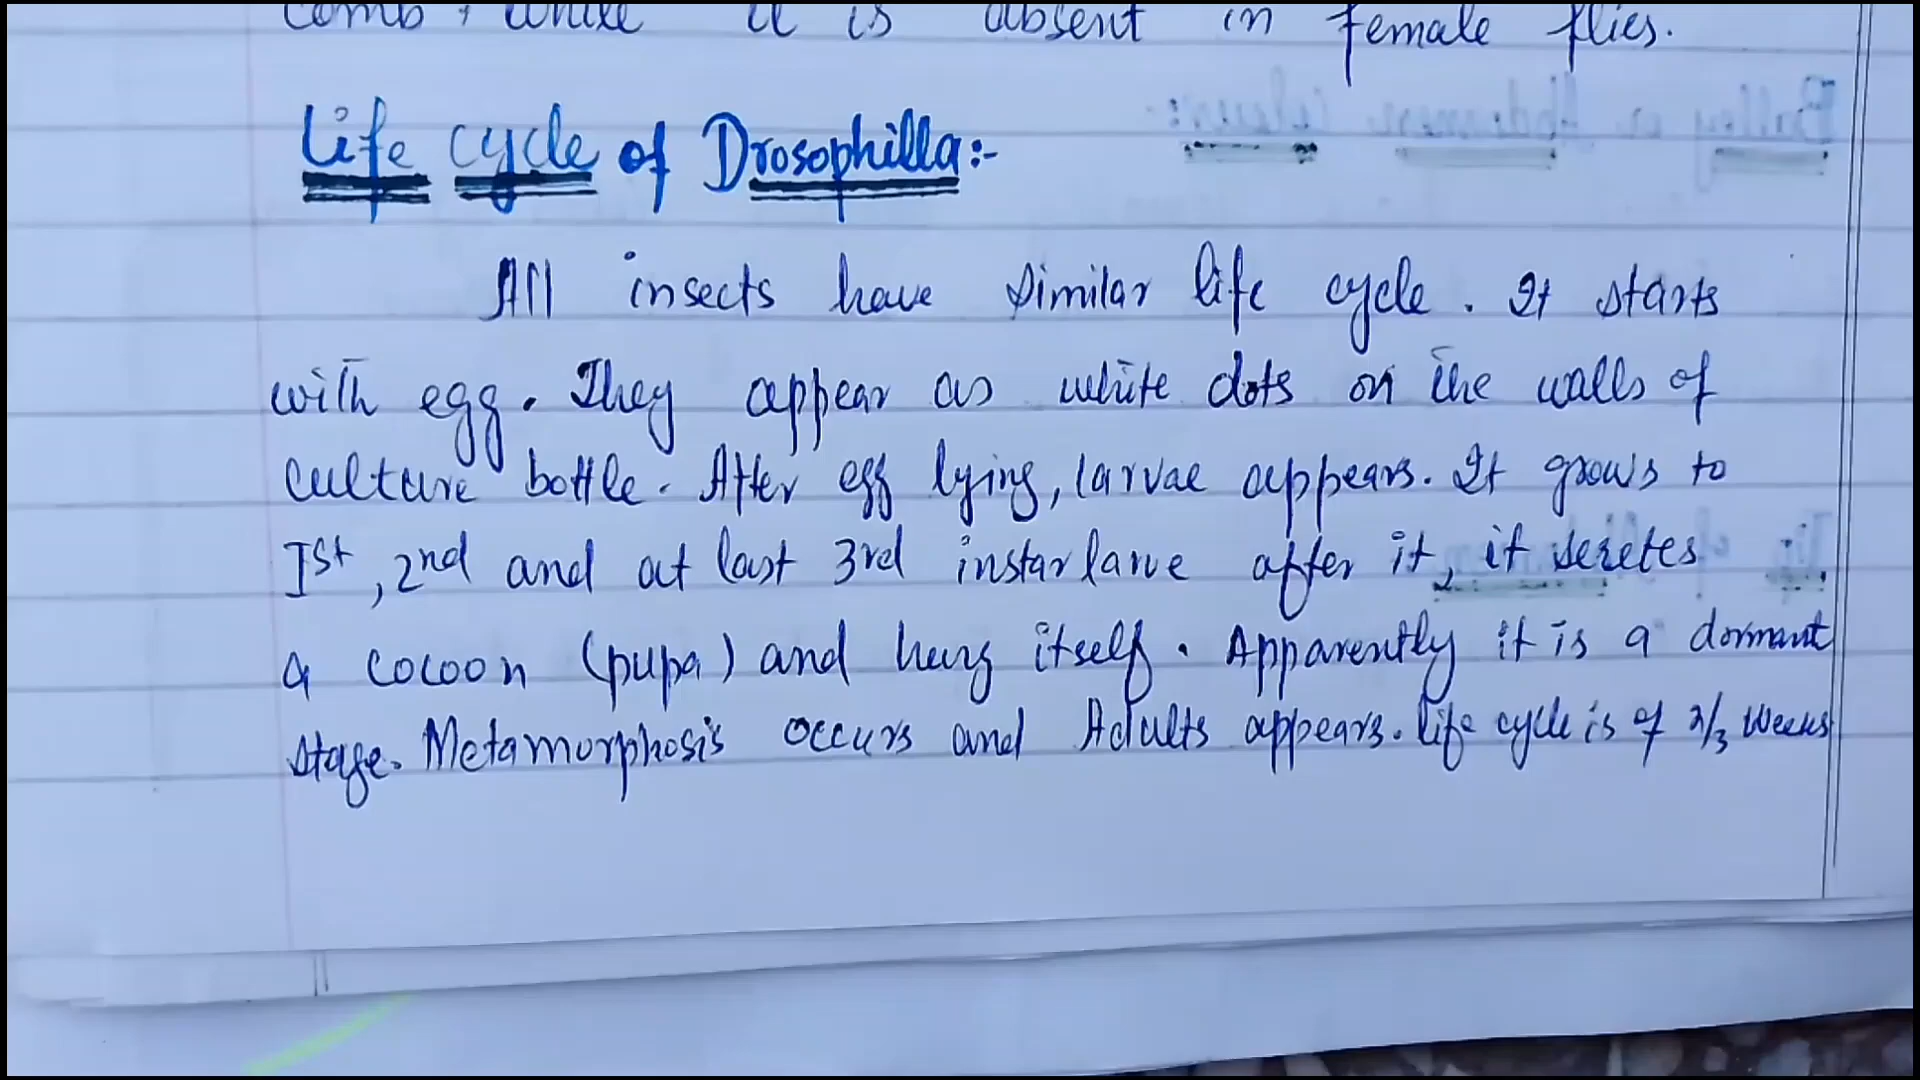 comb, while it is absent in female flies.
Life cycle of Drosophilla:-
All insects have similar life cycle. It starts
with egg. They appear as white dots on the walls of
culture bottle. After egg lying, larvae appears. It grows to
Ist, 2nd and at last 3rd instar larve after it, it seretes
a cocoon (pupa) and hung itself. Apparently it is a dormant
stage. Metamorphosis occurs and Adults appears. life cycle is of 2/3 weeks